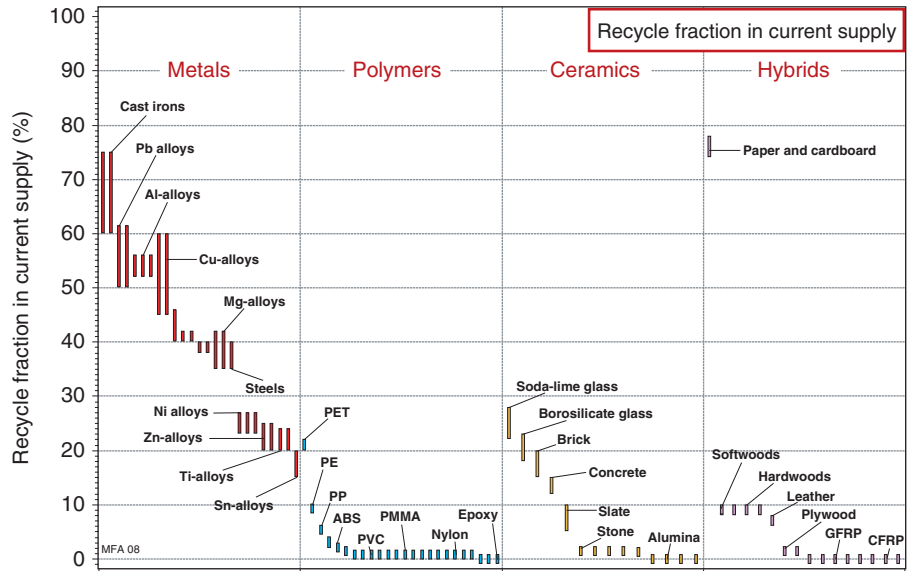 Recycle fraction in current supply
Recycle fraction in current supply (%)
100
90
80
70
60
50
40
30
20
10
0
Metals
Polymers
Ceramics
Hybrids
Cast irons
Pb alloys
Al-alloys
Cu-alloys
Mg-alloys
Steels
Ni alloys
Zn-alloys
Ti-alloys
Sn-alloys
PET
PE
PP
ABS
PVC
PMMA
Nylon
Epoxy
Soda-lime glass
Borosilicate glass
Brick
Concrete
Slate
Stone
Alumina
Paper and cardboard
Softwoods
Hardwoods
Leather
Plywood
GFRP
CFRP
MFA 08